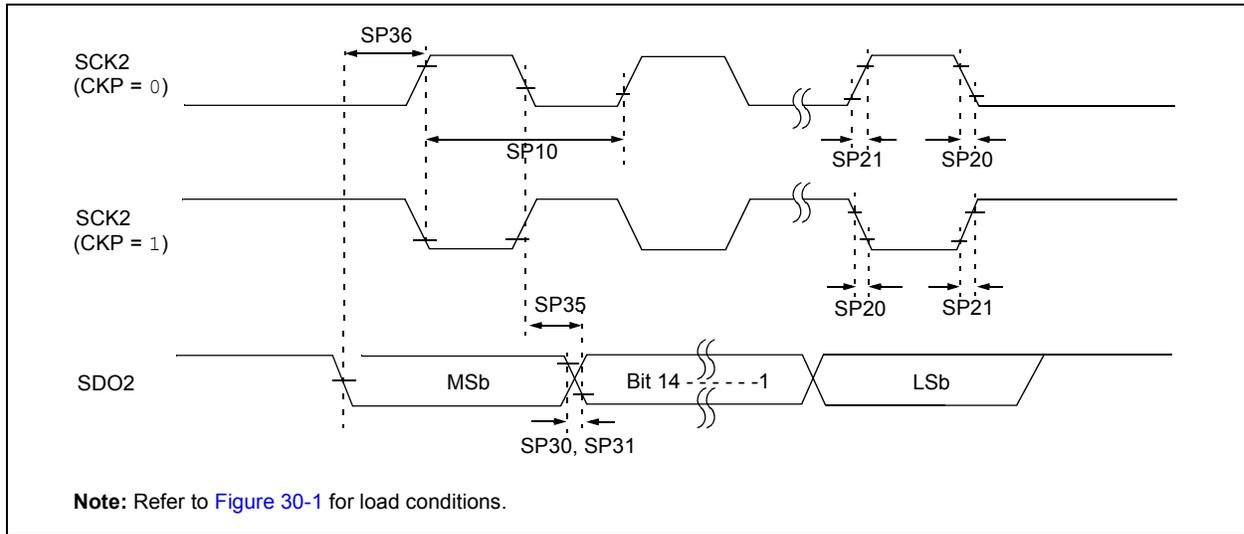 SP36
SCK2
(CKP = 0)
SP10
SP21
SP20
SCK2
(CKP = 1)
SP35
SP20
SP21
SDO2
MSb
Bit 14 - - - - - -1
LSb
SP30, SP31
Note: Refer to Figure 30-1 for load conditions.